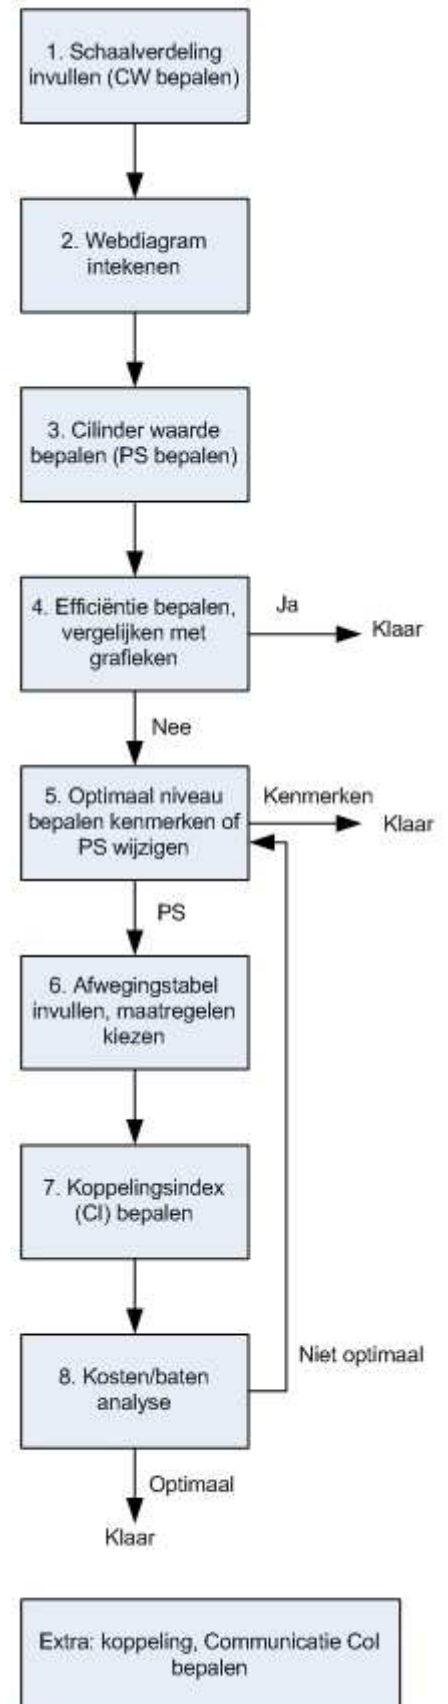 1. Schaalverdeling
invullen (CW bepalen)
2. Webdiagram
intekenen
3. Cilinder waarde
bepalen (PS bepalen)
4. Efficiëntie bepalen,
vergelijken met
grafieken
Ja
Klaar
Nee
5. Optimaal niveau
bepalen kenmerken of
PS wijzigen
Kenmerken
Klaar
PS
6. Afwegingstabel
invullen, maatregelen
kiezen
7. Koppelingsindex
(CI) bepalen
8. Kosten/baten
analyse
Niet optimaal
Optimaal
Klaar
Extra: koppeling, Communicatie CoI
bepalen